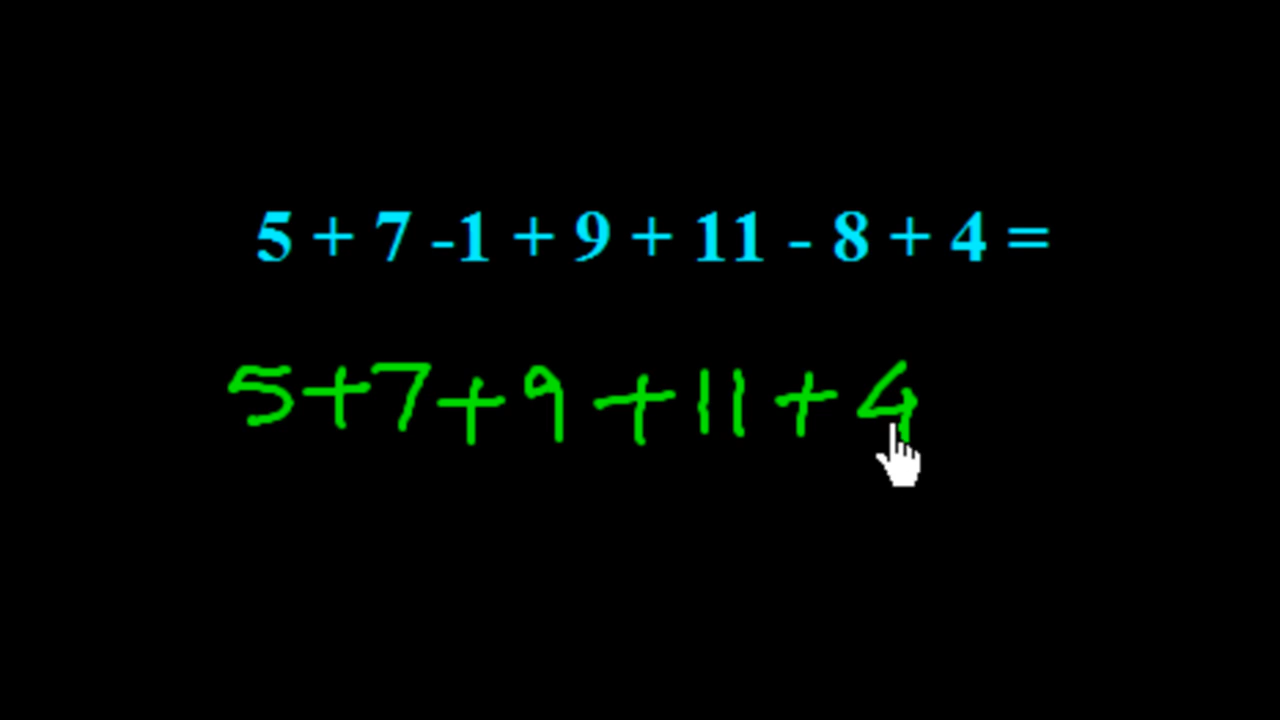 5 + 7 -1 + 9 + 11 - 8 + 4 =
5+7+9+11+4